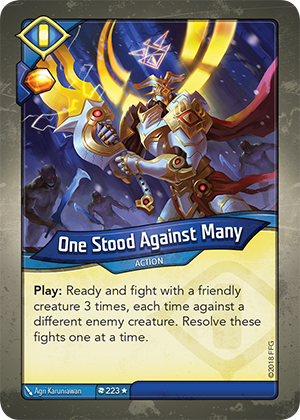 One Stood Against Many
ACTION
Play: Ready and fight with a friendly
creature 3 times, each time against a
different enemy creature. Resolve these
fights one at a time.
Agri Karuniawan
223
©2018 FFG